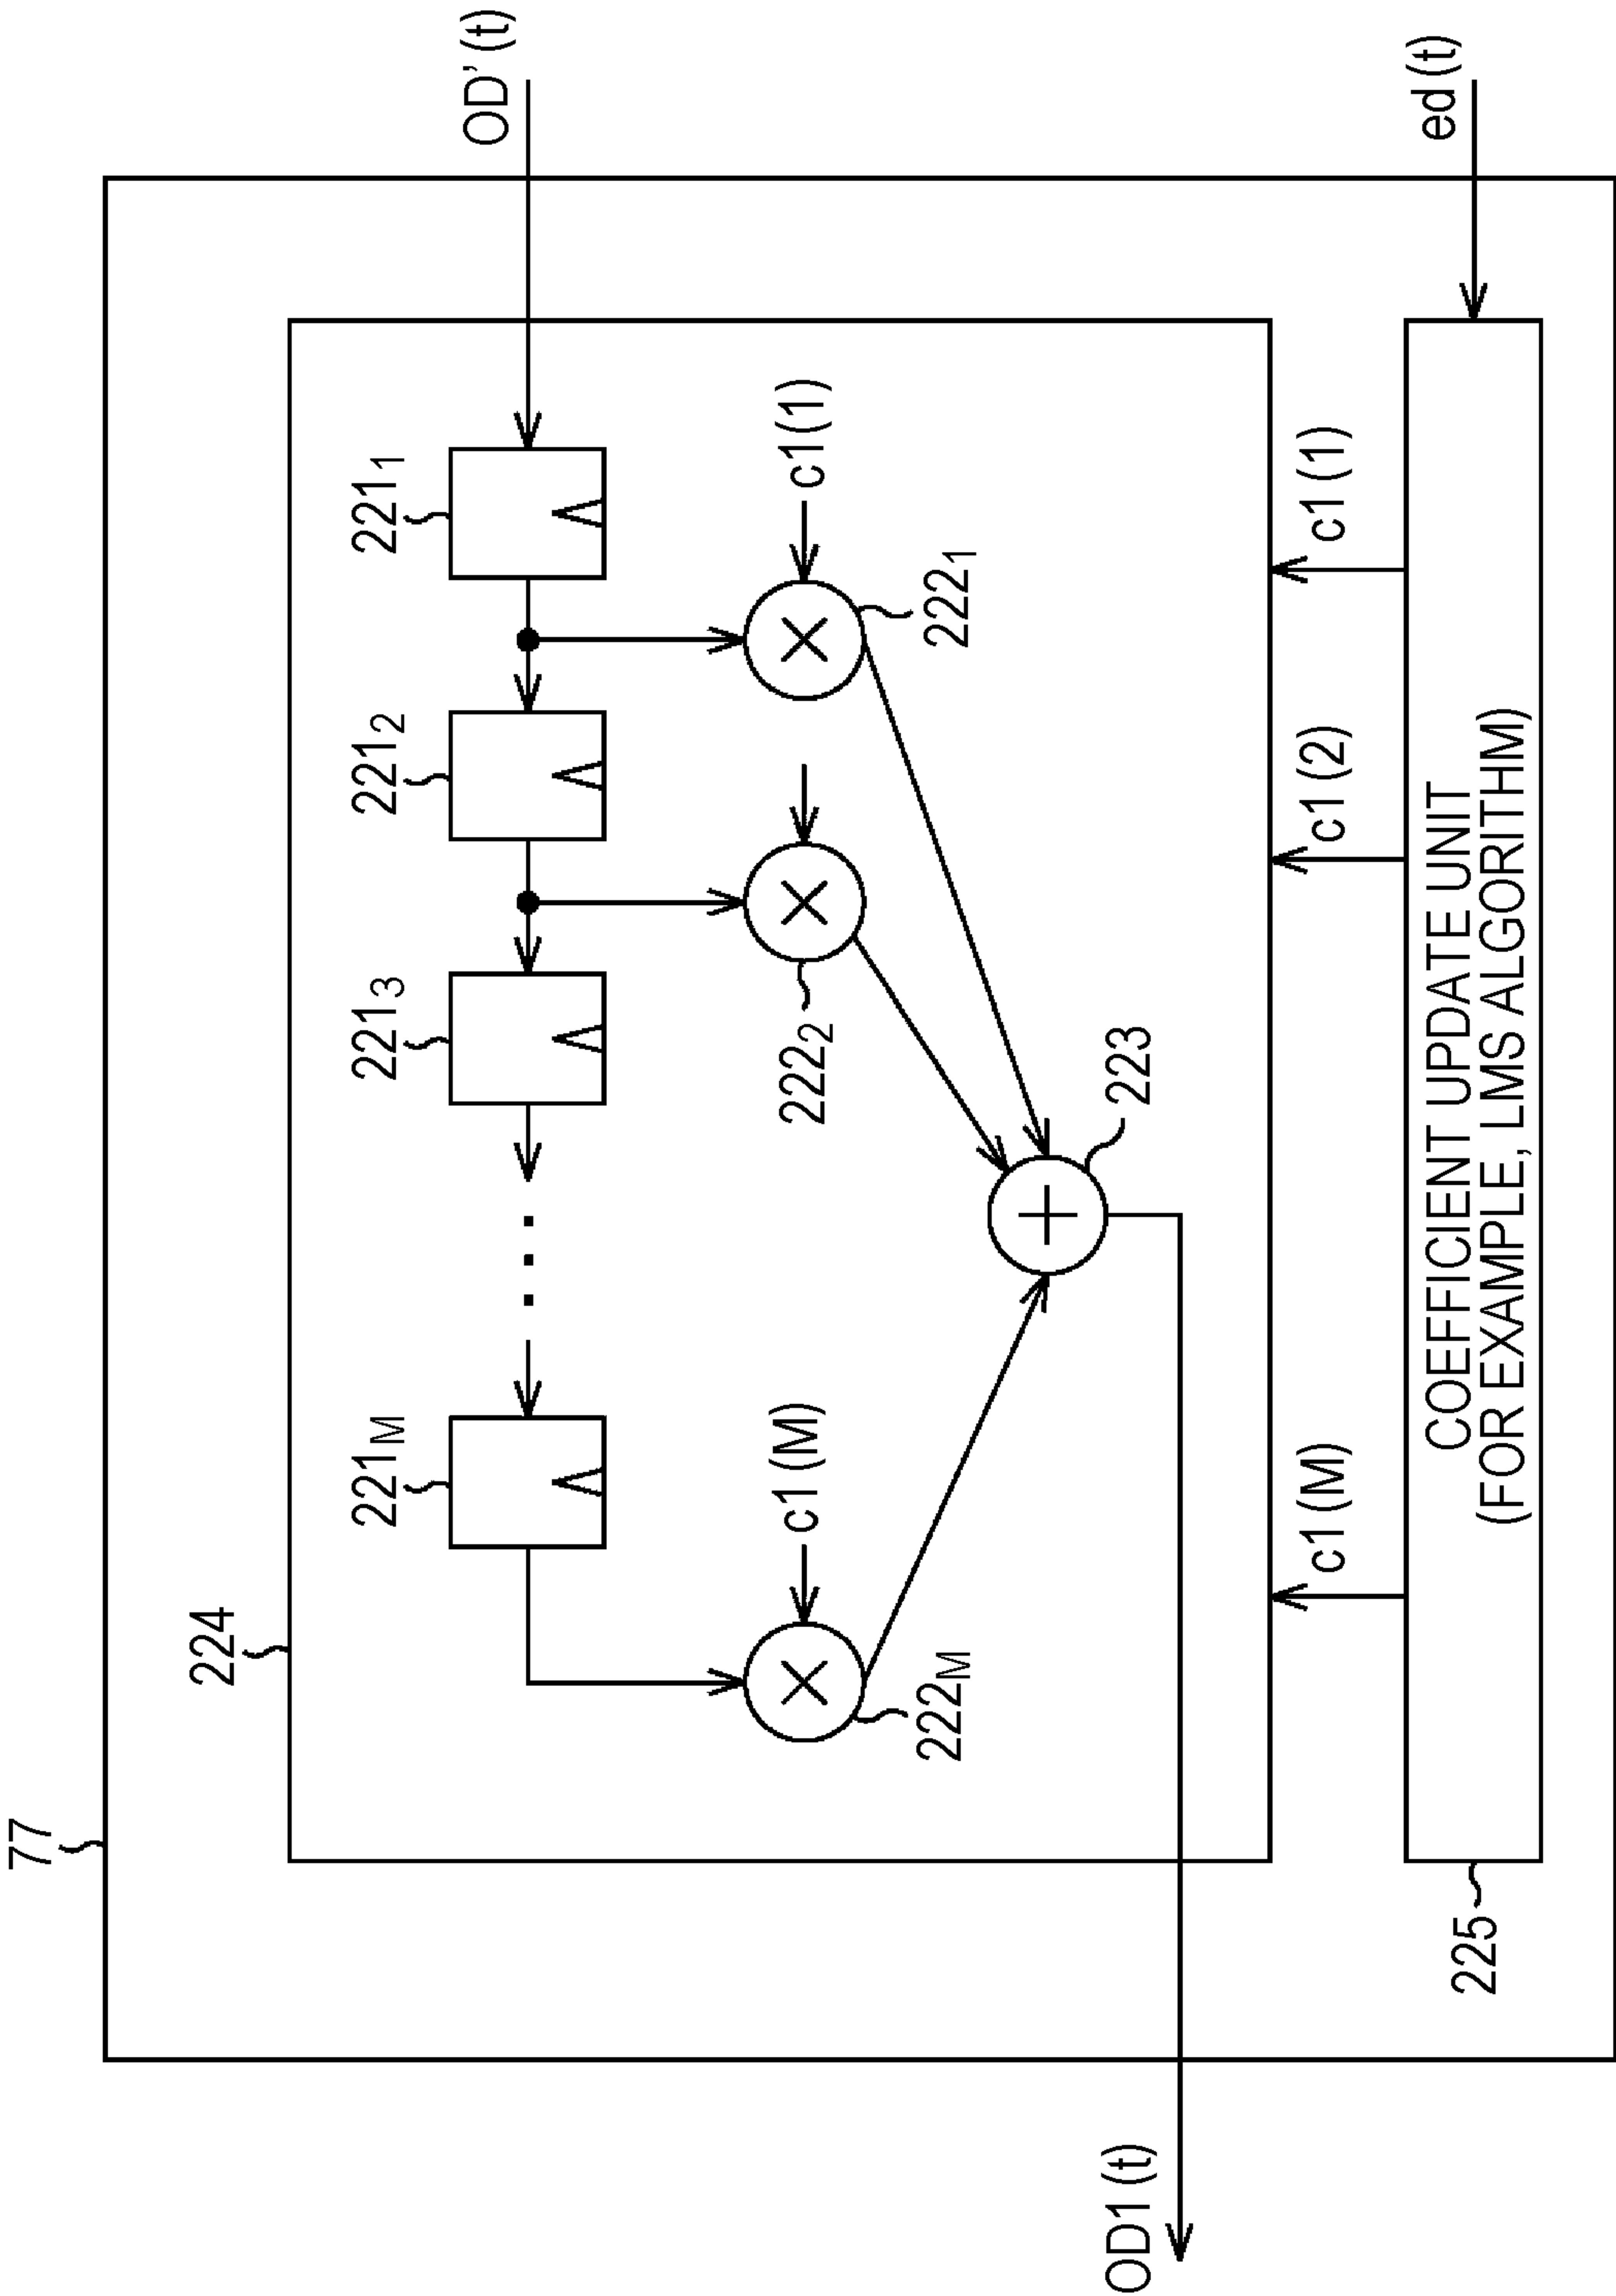 77
224
OD' (t)
221₁
221₂
221₃
221M
c1 (1)
c1 (M)
222₁
222₂
222M
223
OD1 (t)
c1 (1)
c1 (2)
c1 (M)
ed (t)
COEFFICIENT UPDATE UNIT
(FOR EXAMPLE, LMS ALGORITHM)
225